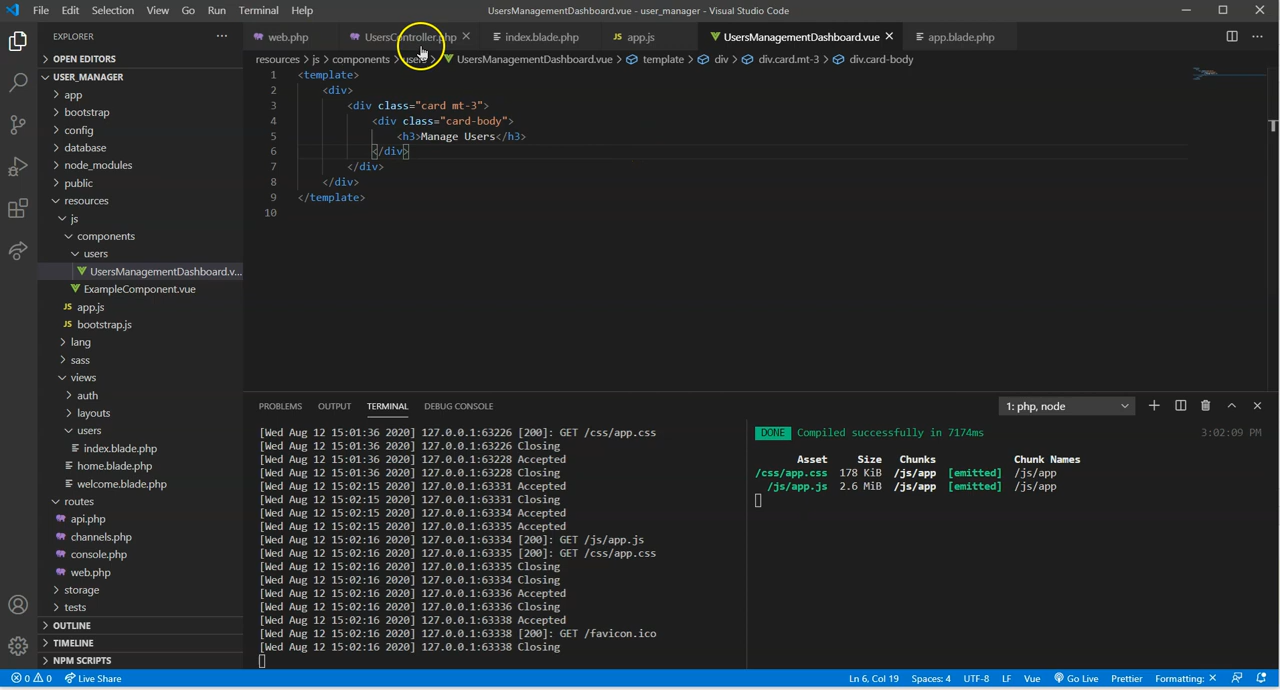 File Edit Selection View Go Run Terminal Help UsersManagementDashboard.vue - user_manager - Visual Studio Code
EXPLORER ···
OPEN EDITORS
USER_MANAGER
app
bootstrap
config
database
node_modules
public
resources
js
components
users
UsersManagementDashboard.v...
ExampleComponent.vue
JS app.js
JS bootstrap.js
lang
sass
views
auth
layouts
users
index.blade.php
home.blade.php
welcome.blade.php
routes
api.php
channels.php
console.php
web.php
storage
tests
OUTLINE
TIMELINE
NPM SCRIPTS
web.php UsersController.php index.blade.php JS app.js UsersManagementDashboard.vue app.blade.php
resources > js > components > users > UsersManagementDashboard.vue > template > div > div.card.mt-3 > div.card-body
1 <template>
2 <div>
3 <div class="card mt-3">
4 <div class="card-body">
5 <h3>Manage Users</h3>
6 </div>
7 </div>
8 </div>
9 </template>
10
PROBLEMS OUTPUT TERMINAL DEBUG CONSOLE 1: php, node
[Wed Aug 12 15:01:36 2020] 127.0.0.1:63226 [200]: GET /css/app.css
[Wed Aug 12 15:01:36 2020] 127.0.0.1:63226 Closing
[Wed Aug 12 15:01:36 2020] 127.0.0.1:63228 Accepted
[Wed Aug 12 15:01:36 2020] 127.0.0.1:63228 Closing
[Wed Aug 12 15:02:15 2020] 127.0.0.1:63331 Accepted
[Wed Aug 12 15:02:15 2020] 127.0.0.1:63331 Closing
[Wed Aug 12 15:02:15 2020] 127.0.0.1:63334 Accepted
[Wed Aug 12 15:02:15 2020] 127.0.0.1:63335 Accepted
[Wed Aug 12 15:02:16 2020] 127.0.0.1:63334 [200]: GET /js/app.js
[Wed Aug 12 15:02:16 2020] 127.0.0.1:63335 [200]: GET /css/app.css
[Wed Aug 12 15:02:16 2020] 127.0.0.1:63335 Closing
[Wed Aug 12 15:02:16 2020] 127.0.0.1:63334 Closing
[Wed Aug 12 15:02:16 2020] 127.0.0.1:63336 Accepted
[Wed Aug 12 15:02:16 2020] 127.0.0.1:63336 Closing
[Wed Aug 12 15:02:16 2020] 127.0.0.1:63338 Accepted
[Wed Aug 12 15:02:16 2020] 127.0.0.1:63338 [200]: GET /favicon.ico
[Wed Aug 12 15:02:16 2020] 127.0.0.1:63338 Closing
DONE Compiled successfully in 7174ms 3:02:09 PM
Asset Size Chunks Chunk Names
/css/app.css 178 KiB /js/app [emitted] /js/app
/js/app.js 2.6 MiB /js/app [emitted] /js/app
0 0 Live Share Ln 6, Col 19 Spaces: 4 UTF-8 LF Vue Go Live Prettier Formatting: ×